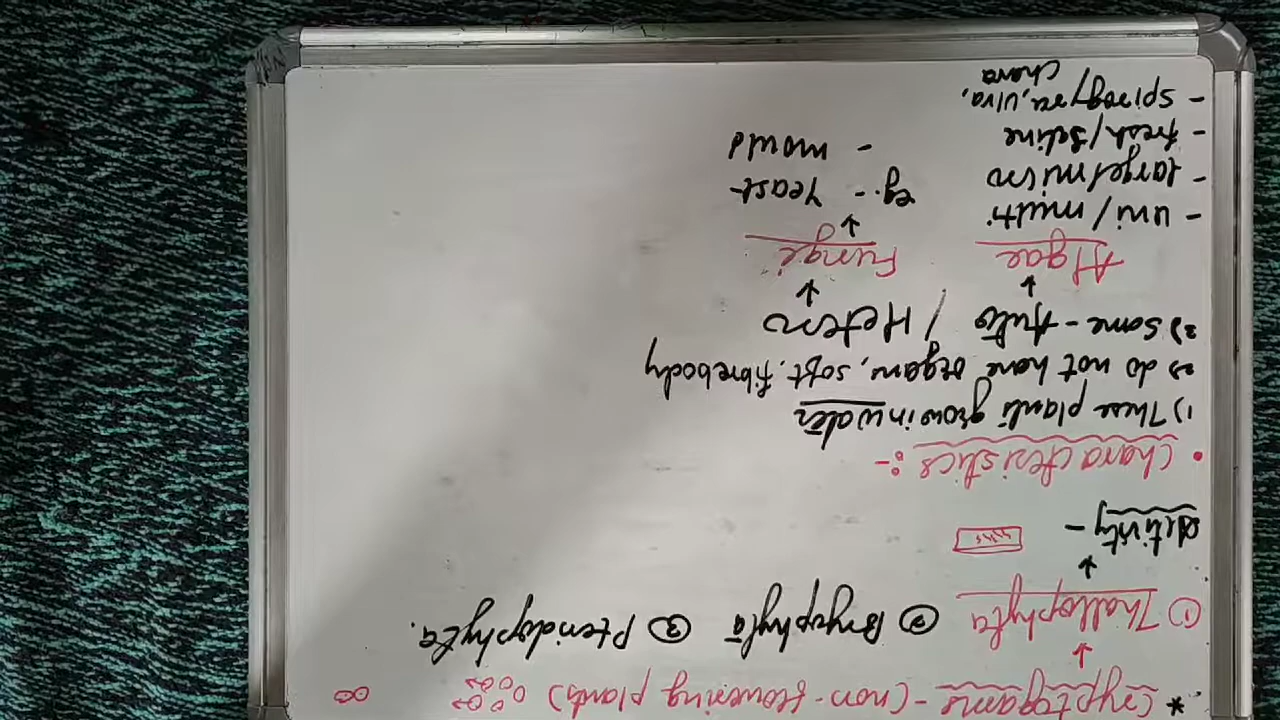 * Cryptogams - (non-flowering plants)
① Thallophyta ② Bryophyta ③ Pteridophyta.
activity -
• characteristics :-
1) These plants grow in water
2) do not have organs, soft, fibrebody
3) Some - Auto / Hetero
Algae Fungi
- uni / multi eg - Yeast
- large/micro - mould
- fresh/saline
- spirogyra, ulva,
chara